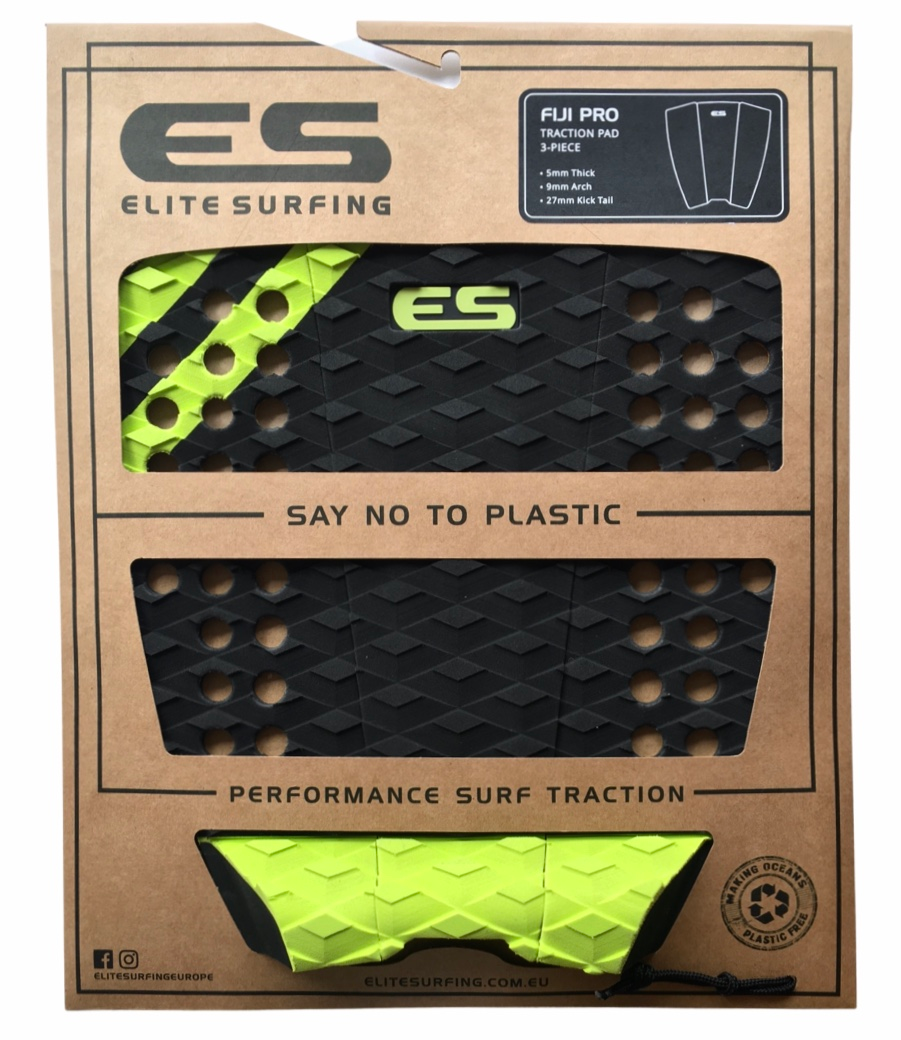 ES
ELITE SURFING
FIJI PRO
TRACTION PAD
3-PIECE
• 5mm Thick
• 9mm Arch
• 27mm Kick Tail
ES
ES
SAY NO TO PLASTIC
PERFORMANCE SURF TRACTION
MAKING OCEANS
PLASTIC FREE
ELITESURFINGEUROPE
ELITESURFING.COM.EU